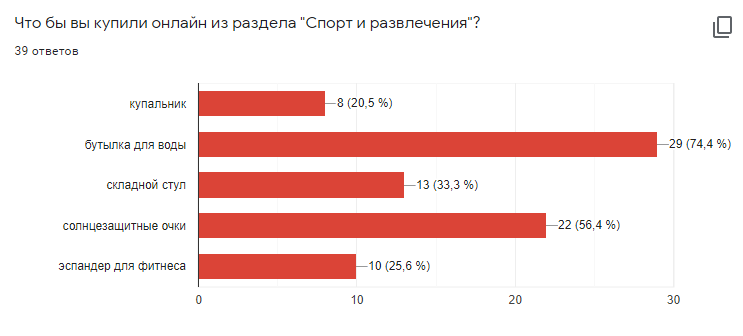 Что бы вы купили онлайн из раздела "Спорт и развлечения"?
39 ответов
купальник 8 (20,5 %)
бутылка для воды 29 (74,4 %)
складной стул 13 (33,3 %)
солнцезащитные очки 22 (56,4 %)
эспандер для фитнеса 10 (25,6 %)
0 10 20 30